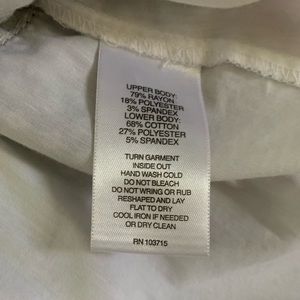 UPPER BODY:
79% RAYON
18% POLYESTER
3% SPANDEX
LOWER BODY:
68% COTTON
27% POLYESTER
5% SPANDEX
TURN GARMENT
INSIDE OUT
HAND WASH COLD
DO NOT BLEACH
DO NOT WRING OR RUB
RESHAPED AND LAY
FLAT TO DRY
COOL IRON IF NEEDED
OR DRY CLEAN
RN 103715